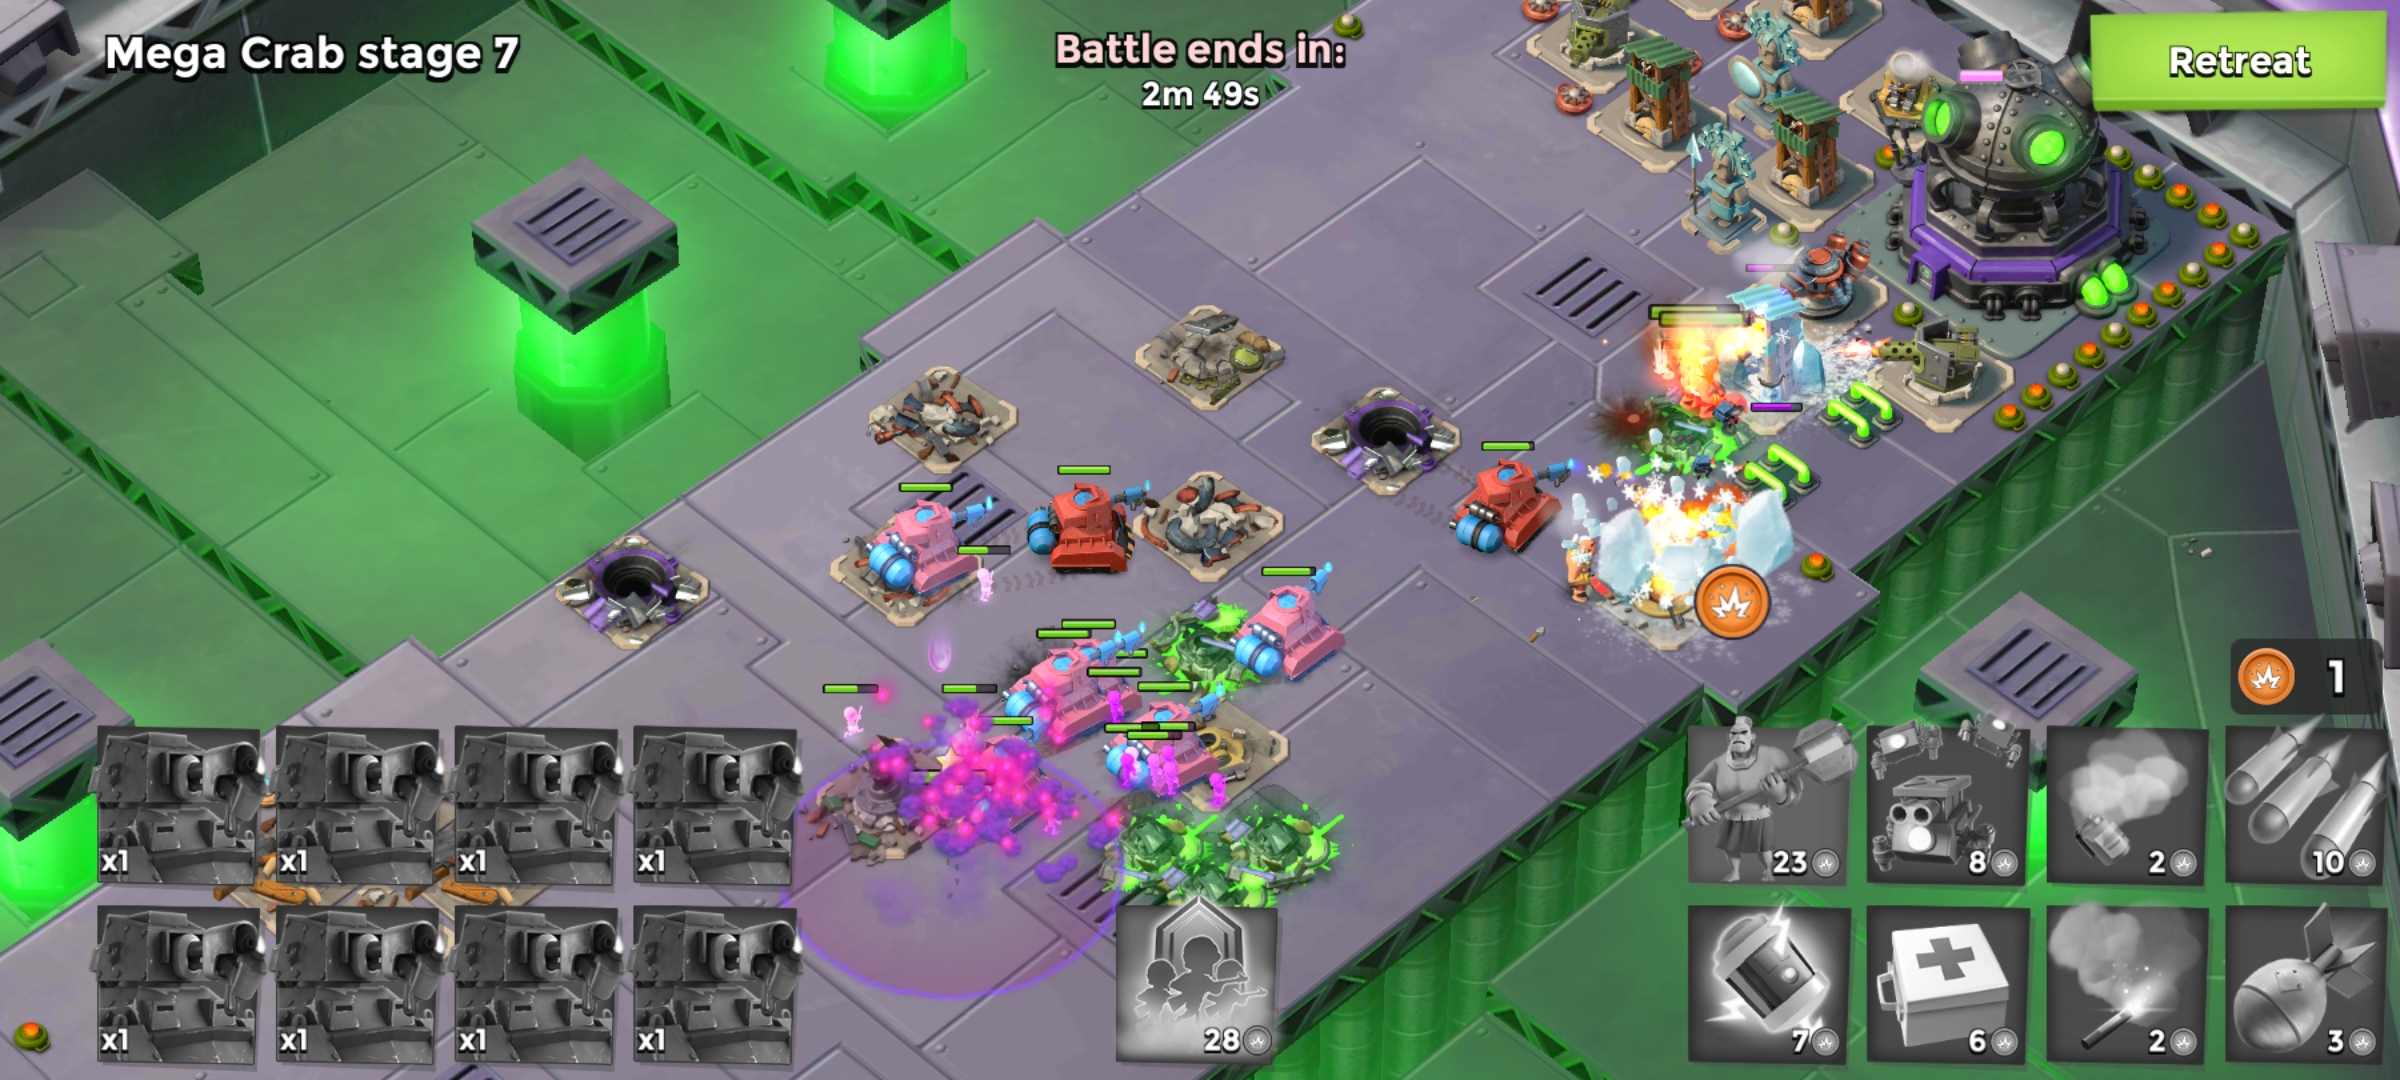 Mega Crab stage 7
Battle ends in:
2m 49s
Retreat
1
x1
x1
x1
x1
23
8
2
10
x1
x1
x1
x1
28
7
6
2
3